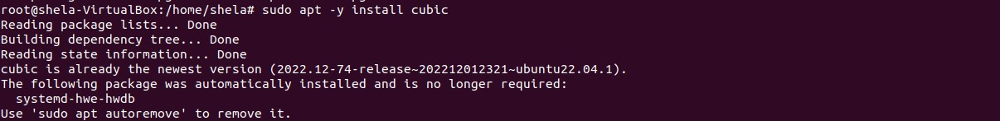 root@shela-VirtualBox:/home/shela# sudo apt -y install cubic
Reading package lists... Done
Building dependency tree... Done
Reading state information... Done
cubic is already the newest version (2022.12-74-release~202212012321~ubuntu22.04.1).
The following package was automatically installed and is no longer required:
  systemd-hwe-hwdb
Use 'sudo apt autoremove' to remove it.